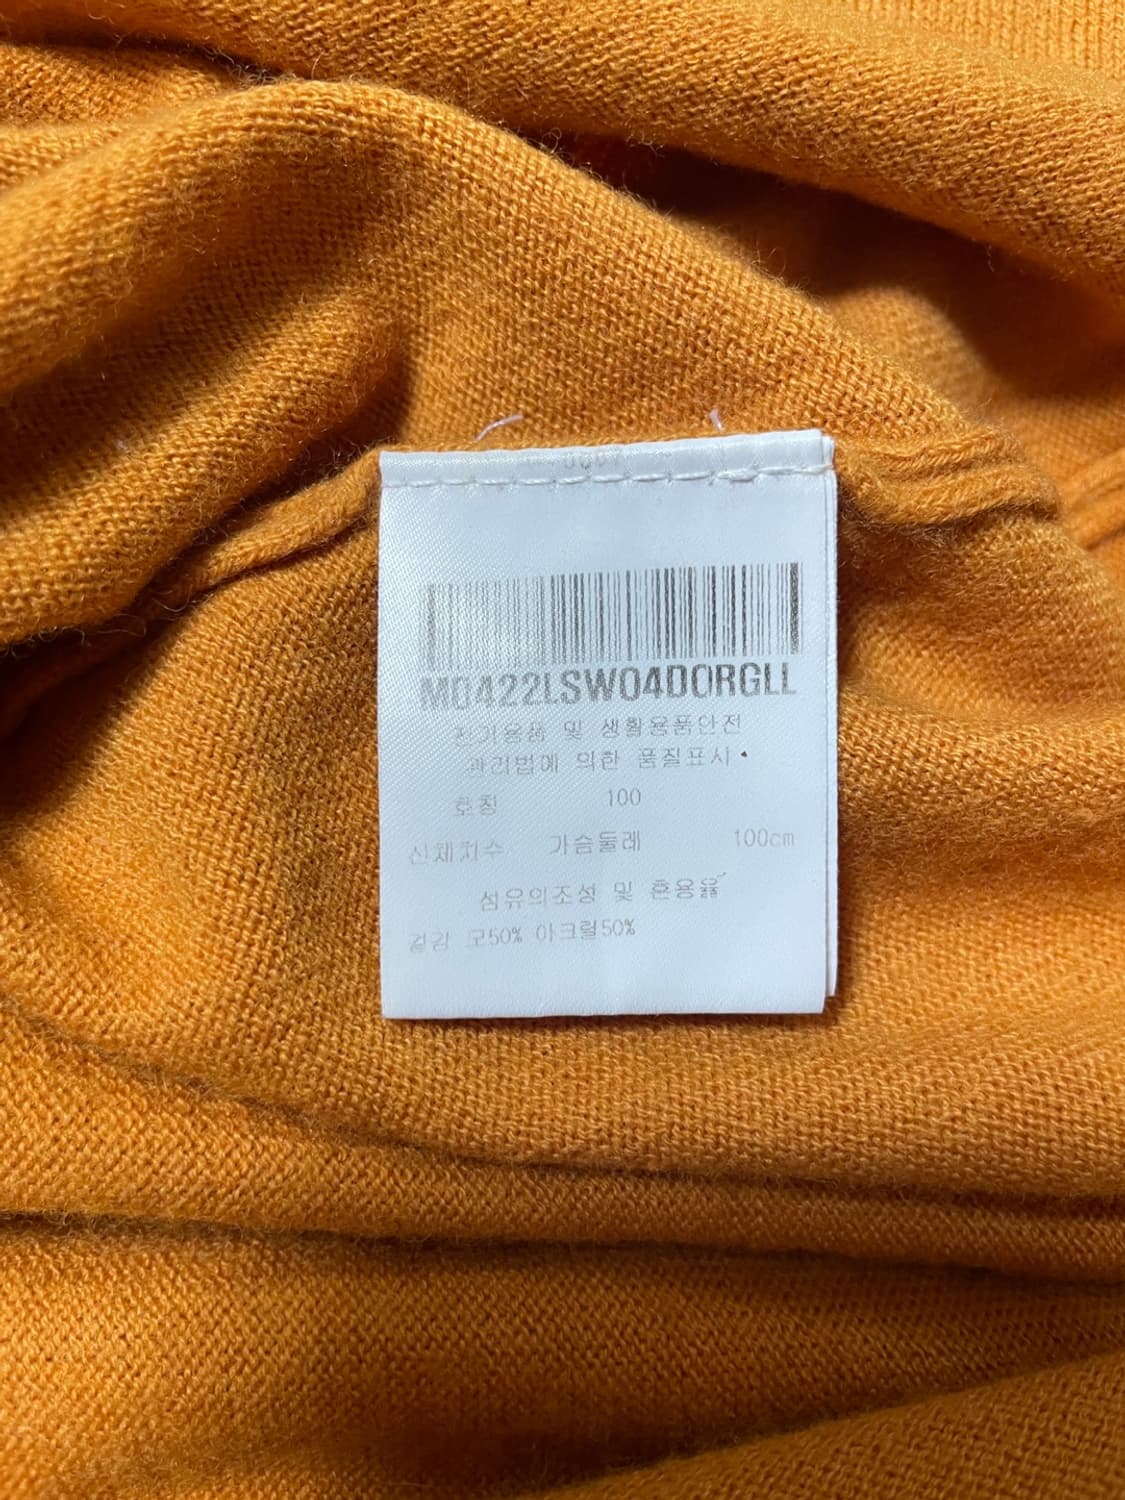 M0422LSW04DORGLL
전기용품 및 생활용품안전
관리법에 의한 품질표시
호칭 100
신체치수 가슴둘레 100cm
섬유의조성 및 혼용율
겉감 모50% 아크릴50%